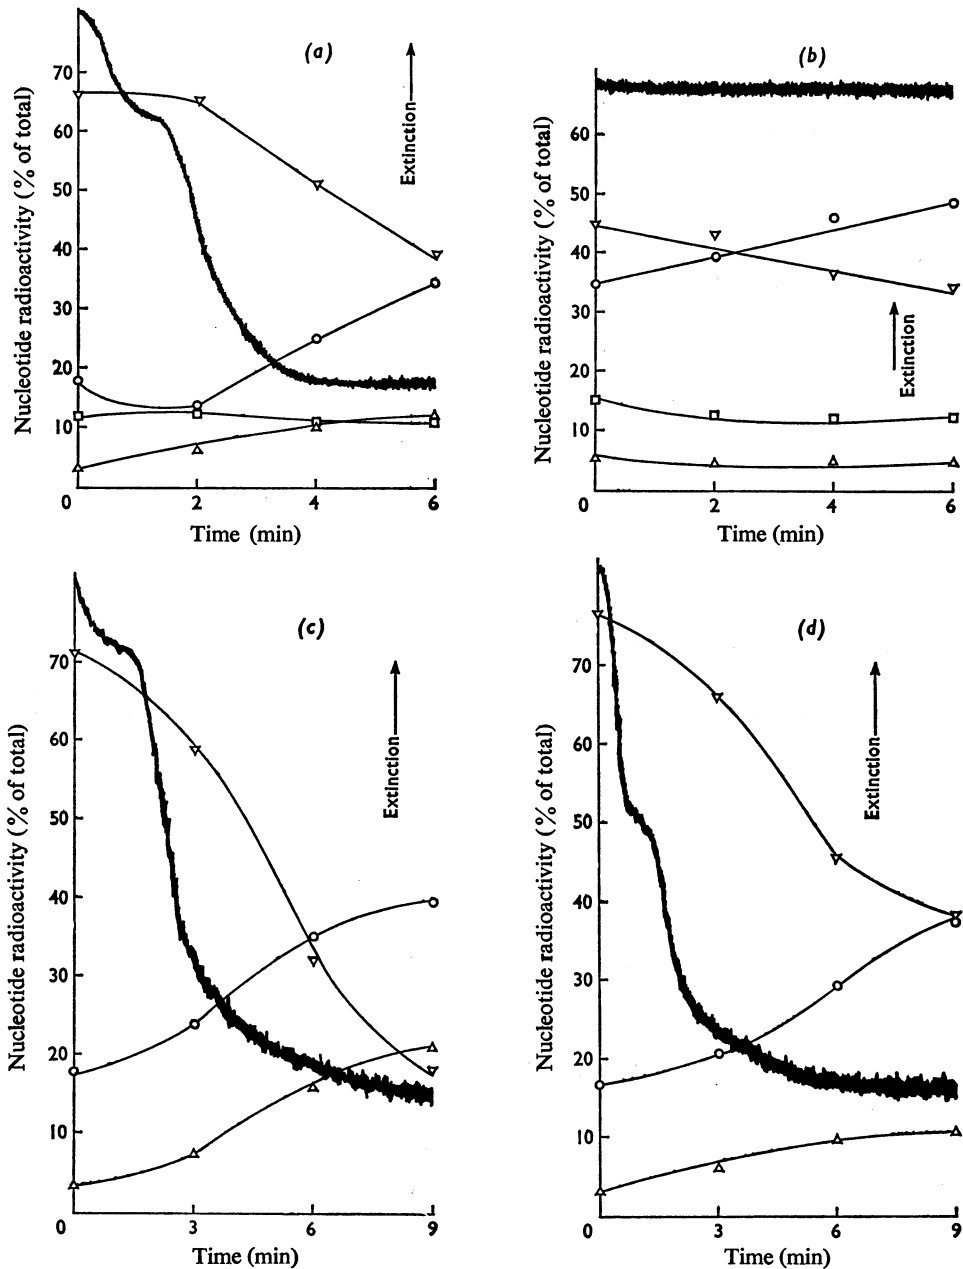 (a)
Extinction
Nucleotide radioactivity (% of total)
70
60
50
40
30
20
10
0
2
4
6
Time (min)
(b)
Extinction
Nucleotide radioactivity (% of total)
60
50
40
30
20
10
0
2
4
6
Time (min)
(c)
Extinction
Nucleotide radioactivity (% of total)
70
60
50
40
30
20
10
0
3
6
9
Time (min)
(d)
Extinction
Nucleotide radioactivity (% of total)
70
60
50
40
30
20
10
0
3
6
9
Time (min)